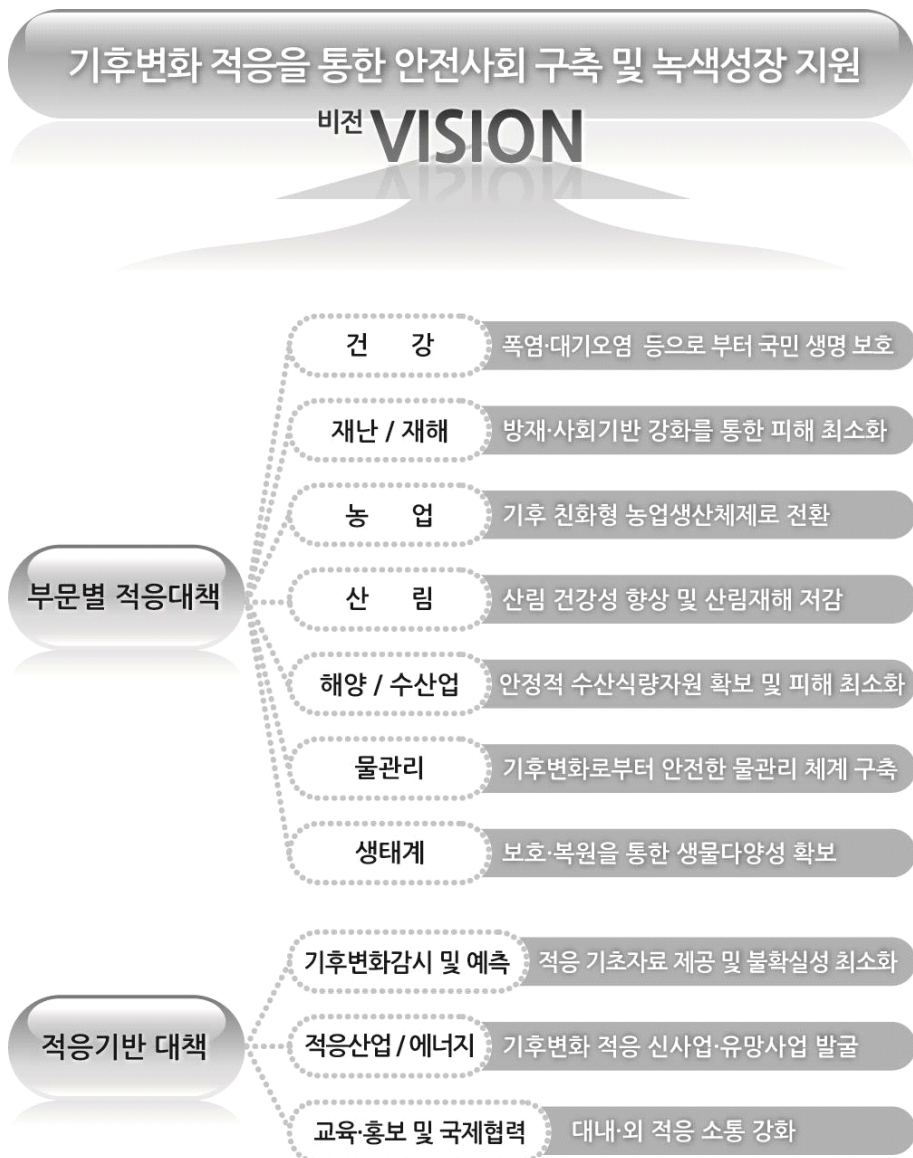 기후변화 적응을 통한 안전사회 구축 및 녹색성장 지원
비전 VISION
부문별 적응대책
건 강 폭염·대기오염 등으로 부터 국민 생명 보호
재난 / 재해 방재·사회기반 강화를 통한 피해 최소화
농 업 기후 친화형 농업생산체제로 전환
산 림 산림 건강성 향상 및 산림재해 저감
해양 / 수산업 안정적 수산식량자원 확보 및 피해 최소화
물관리 기후변화로부터 안전한 물관리 체계 구축
생태계 보호·복원을 통한 생물다양성 확보
적응기반 대책
기후변화감시 및 예측 적응 기초자료 제공 및 불확실성 최소화
적응산업 / 에너지 기후변화 적응 신사업·유망사업 발굴
교육·홍보 및 국제협력 대내·외 적응 소통 강화